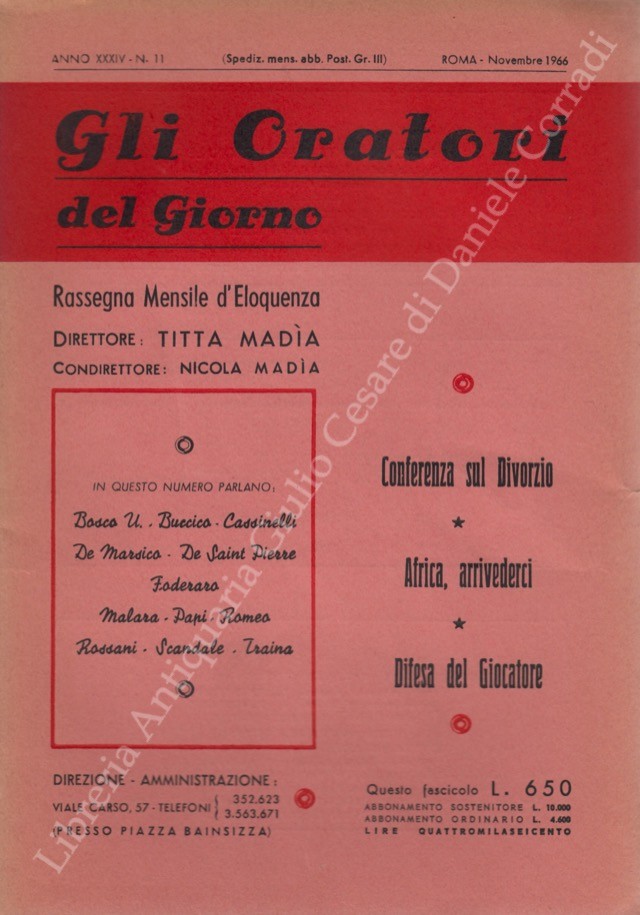 ANNO XXXIV - N. 11
(Spediz. mens. abb. Post. Gr. III)
ROMA - Novembre 1966
Gli Oratori
del Giorno
Rassegna Mensile d'Eloquenza
DIRETTORE: TITTA MADÌA
CONDIRETTORE: NICOLA MADÌA
IN QUESTO NUMERO PARLANO:
Bosco U. - Buccico - Cassinelli
De Marsico - De Saint Pierre
Foderaro
Malara - Papi - Romeo
Rossani - Scandale - Traina
Conferenza sul Divorzio
Africa, arrivederci
Difesa del Giocatore
DIREZIONE - AMMINISTRAZIONE:
VIALE CARSO, 57 - TELEFONI { 352.623
3.563.671
(PRESSO PIAZZA BAINSIZZA)
Questo fascicolo L. 650
ABBONAMENTO SOSTENITORE L. 10.000
ABBONAMENTO ORDINARIO L. 4.600
LIRE QUATTROMILASEICENTO
Libreria Antiquaria Giulio Cesare di Daniele Corradi